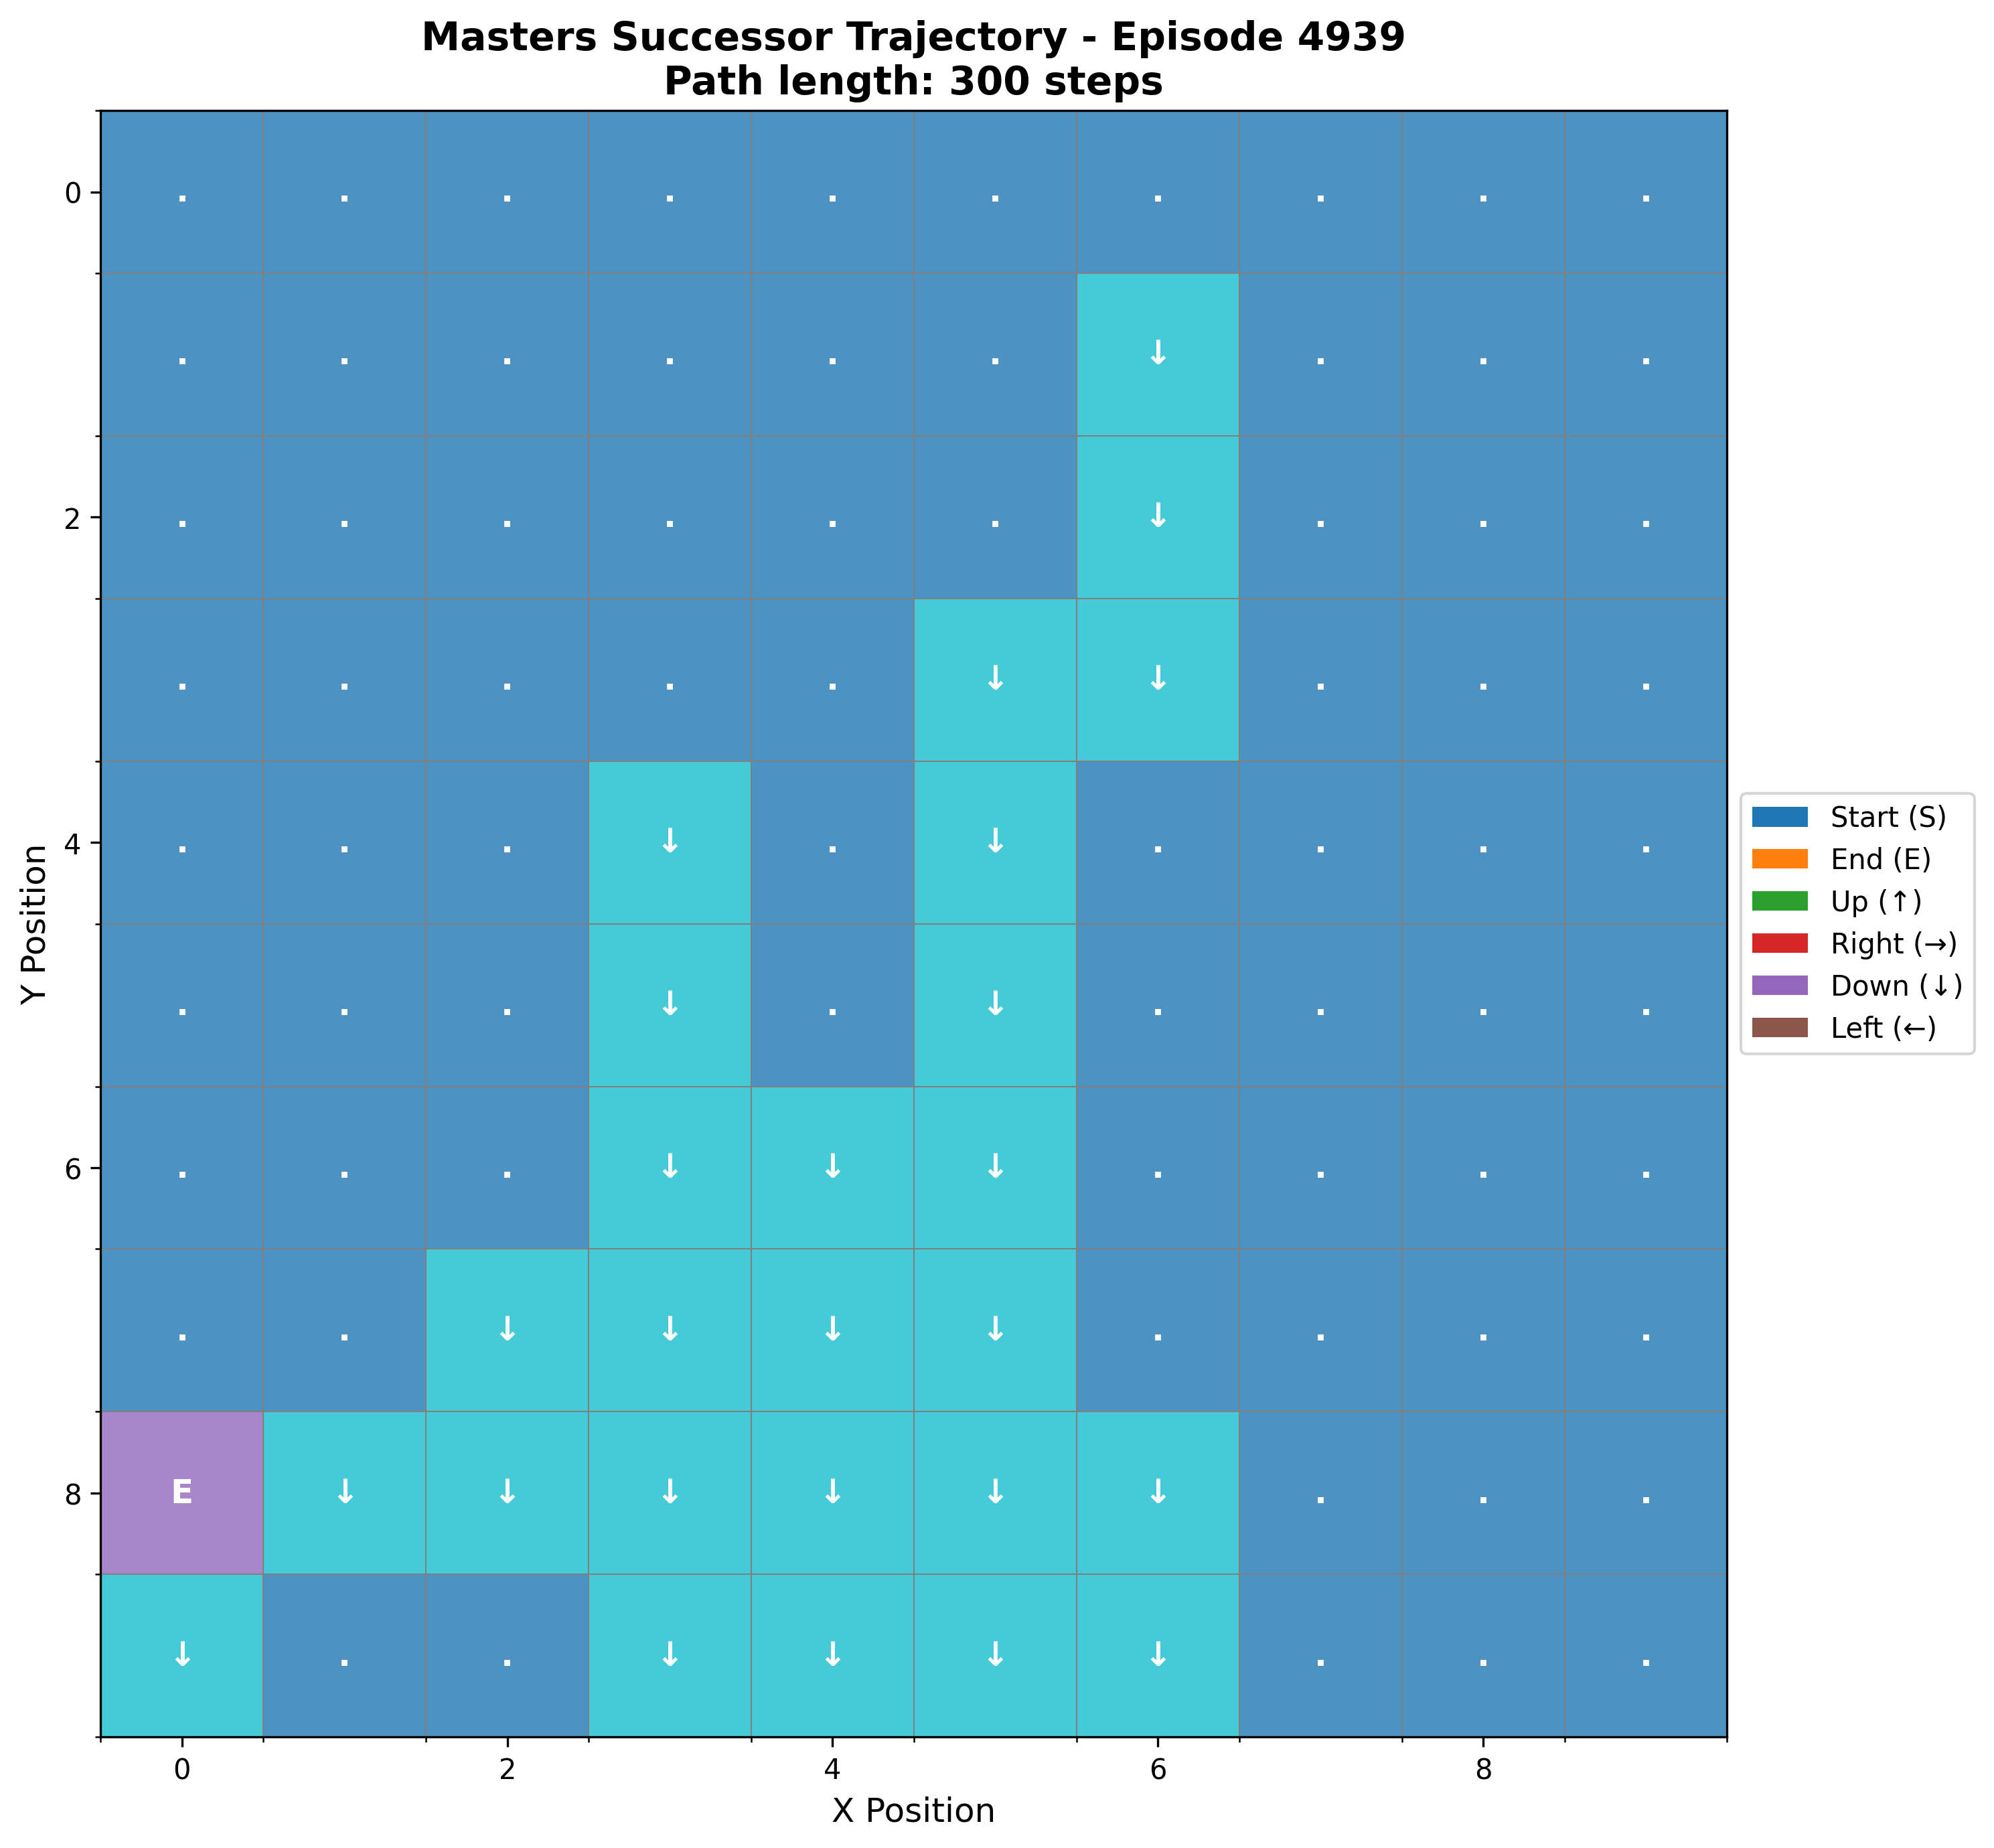 Masters Successor Trajectory - Episode 4939
Path length: 300 steps
0 . . . . . . . . . .
. . . . . . ↓ . . .
2 . . . . . . ↓ . . .
. . . . . ↓ ↓ . . .
4 . . . ↓ . ↓ . . . .
. . . ↓ . ↓ . . . .
6 . . . ↓ ↓ ↓ . . . .
. . ↓ ↓ ↓ ↓ . . . .
8 E ↓ ↓ ↓ ↓ ↓ ↓ . . .
↓ . . ↓ ↓ ↓ ↓ . . .
0 2 4 6 8
X Position
Y Position
Start (S)
End (E)
Up (↑)
Right (→)
Down (↓)
Left (←)